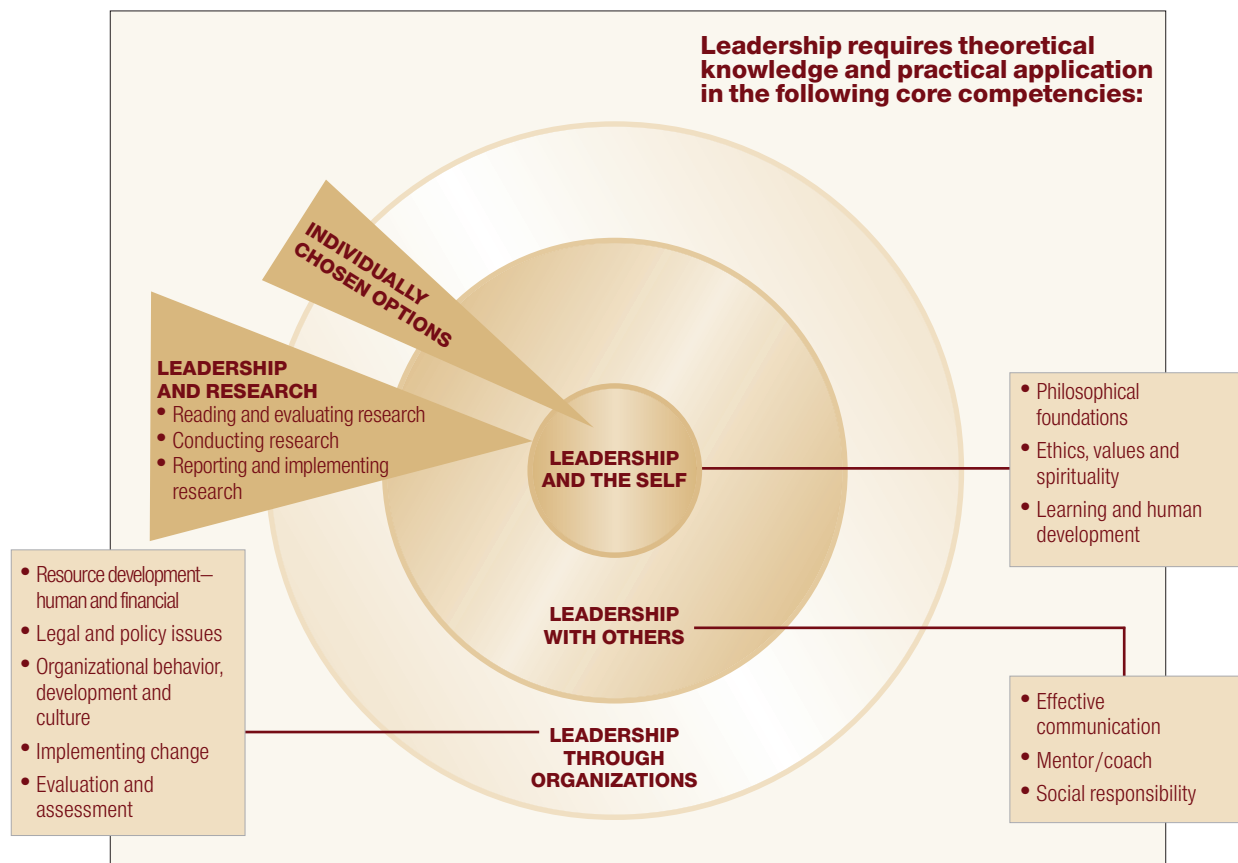 Leadership requires theoretical
knowledge and practical application
in the following core competencies:
INDIVIDUALLY
CHOSEN OPTIONS
LEADERSHIP
AND RESEARCH
• Reading and evaluating research
• Conducting research
• Reporting and implementing
research
LEADERSHIP
AND THE SELF
• Philosophical
foundations
• Ethics, values and
spirituality
• Learning and human
development
LEADERSHIP
WITH OTHERS
• Effective
communication
• Mentor/coach
• Social responsibility
LEADERSHIP
THROUGH
ORGANIZATIONS
• Resource development—
human and financial
• Legal and policy issues
• Organizational behavior,
development and
culture
• Implementing change
• Evaluation and
assessment